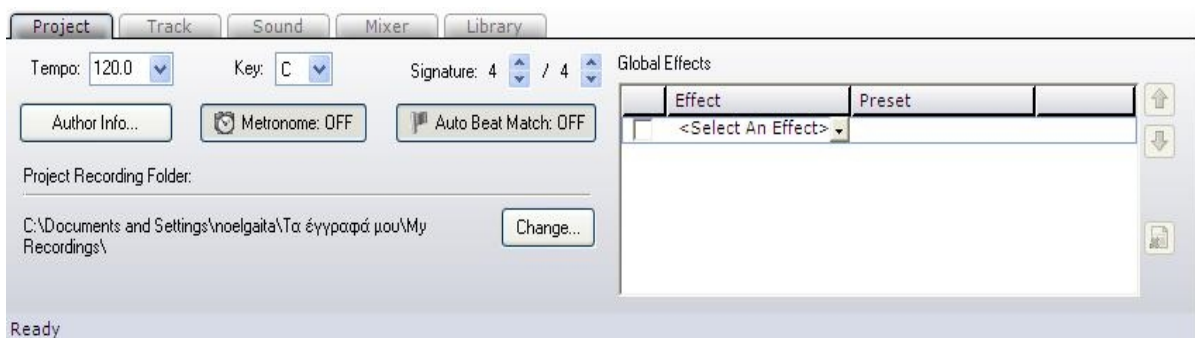 Project Track Sound Mixer Library
Tempo: 120.0 Key: C Signature: 4 / 4
Author Info... Metronome: OFF Auto Beat Match: OFF
Project Recording Folder:
C:\Documents and Settings\noelgaita\Τα έγγραφά μου\My
Recordings\
Change...
Global Effects
Effect Preset
<Select An Effect>
Ready